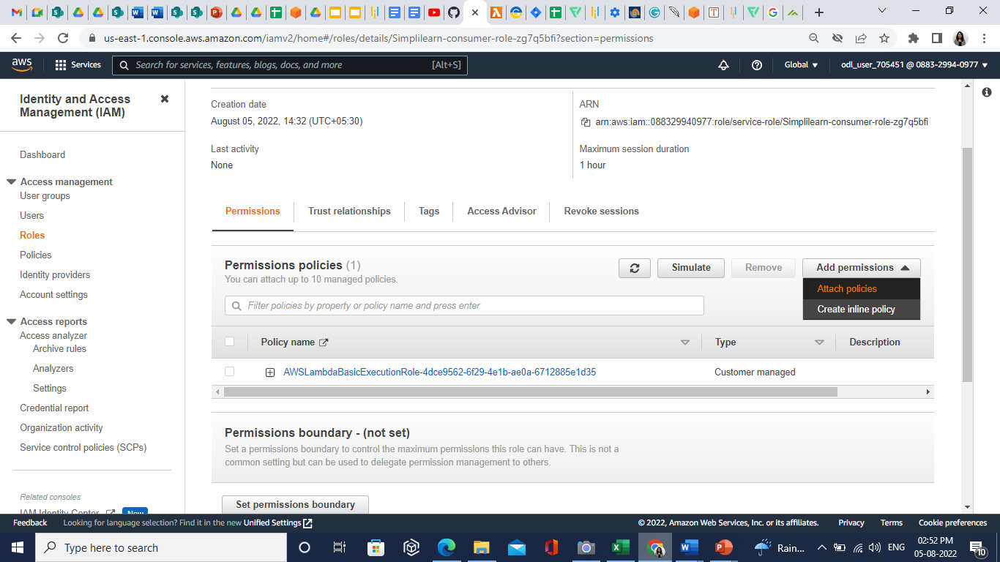 us-east-1.console.aws.amazon.com/iamv2/home#/roles/details/Simplilearn-consumer-role-zg7q5bfi?section=permissions
aws
Services
Search for services, features, blogs, docs, and more
[Alt+S]
Global
odl_user_705451 @ 0883-2994-0977
Identity and Access
Management (IAM)
Dashboard
Access management
User groups
Users
Roles
Policies
Identity providers
Account settings
Access reports
Access analyzer
Archive rules
Analyzers
Settings
Credential report
Organization activity
Service control policies (SCPs)
Related consoles
IAM Identity Center
New
Creation date
August 05, 2022, 14:32 (UTC+05:30)
ARN
arn:aws:iam::088329940977:role/service-role/Simplilearn-consumer-role-zg7q5bfi
Last activity
None
Maximum session duration
1 hour
Permissions
Trust relationships
Tags
Access Advisor
Revoke sessions
Permissions policies (1)
You can attach up to 10 managed policies.
Simulate
Remove
Add permissions
Attach policies
Create inline policy
Filter policies by property or policy name and press enter
Policy name
Type
Description
AWSLambdaBasicExecutionRole-4dce9562-6f29-4e1b-ae0a-6712885e1d35
Customer managed
Permissions boundary - (not set)
Set a permissions boundary to control the maximum permissions this role can have. This is not a
common setting but can be used to delegate permission management to others.
Set permissions boundary
Feedback
Looking for language selection? Find it in the new Unified Settings
© 2022, Amazon Web Services, Inc. or its affiliates.
Privacy
Terms
Cookie preferences
Type here to search
Rain...
ENG
02:52 PM
05-08-2022
10